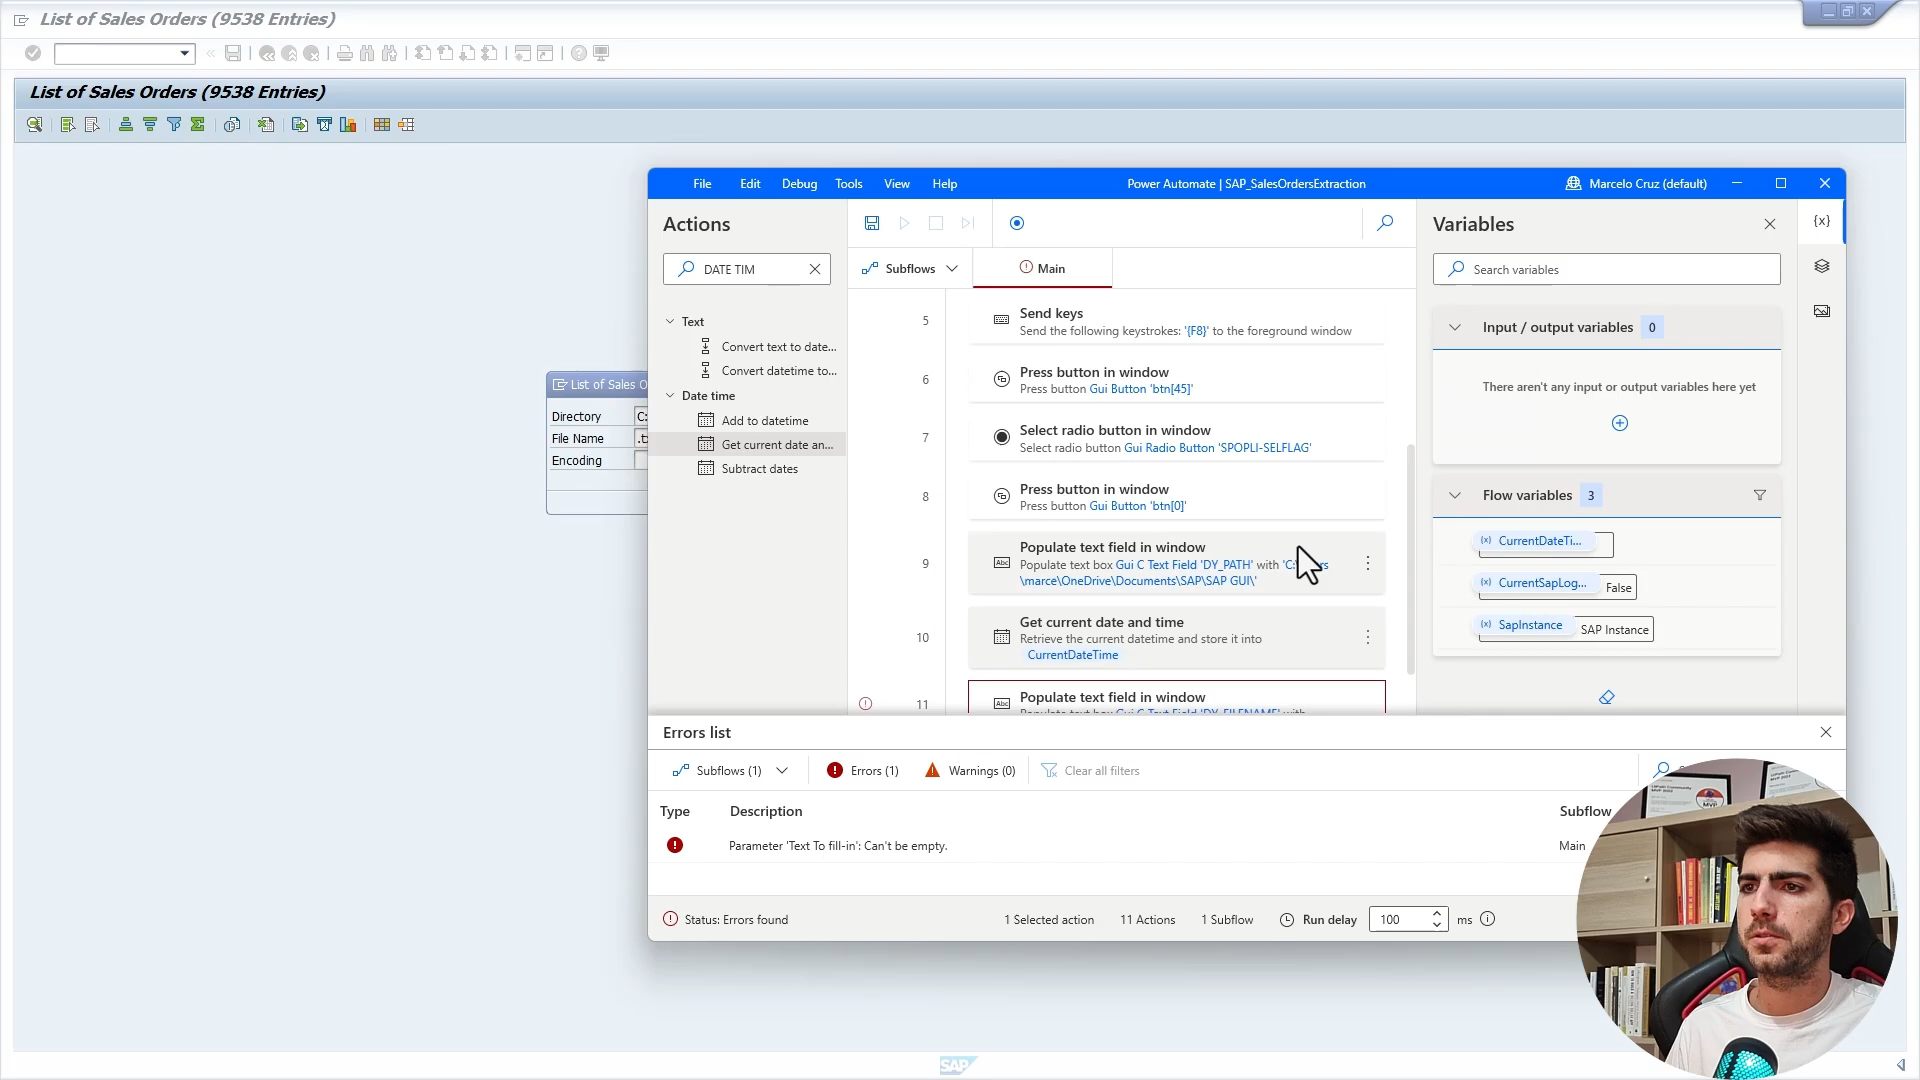 List of Sales Orders (9538 Entries)
List of Sales Orders (9538 Entries)
List of Sales O
Directory C:
File Name .t
Encoding
File Edit Debug Tools View Help
Power Automate | SAP_SalesOrdersExtraction
Marcelo Cruz (default)
Actions
DATE TIM
Text
Convert text to date...
Convert datetime to...
Date time
Add to datetime
Get current date an...
Subtract dates
Subflows
Main
5
Send keys
Send the following keystrokes: '{F8}' to the foreground window
6
Press button in window
Press button Gui Button 'btn[45]'
7
Select radio button in window
Select radio button Gui Radio Button 'SPOPLI-SELFLAG'
8
Press button in window
Press button Gui Button 'btn[0]'
9
Populate text field in window
Populate text box Gui C Text Field 'DY_PATH' with 'C:\ ers
\marce\OneDrive\Documents\SAP\SAP GUI\'
10
Get current date and time
Retrieve the current datetime and store it into
CurrentDateTime
11
Populate text field in window
Populate text box Gui C Text Field 'DY_FILENAME' with
Variables
{x}
Search variables
Input / output variables 0
There aren't any input or output variables here yet
Flow variables 3
(x) CurrentDateTi...
(x) CurrentSapLog... False
(x) SapInstance SAP Instance
Errors list
Subflows (1) Errors (1) Warnings (0) Clear all filters
Type Description Subflow
Parameter 'Text To fill-in': Can't be empty. Main
Status: Errors found 1 Selected action 11 Actions 1 Subflow Run delay 100 ms
SAP